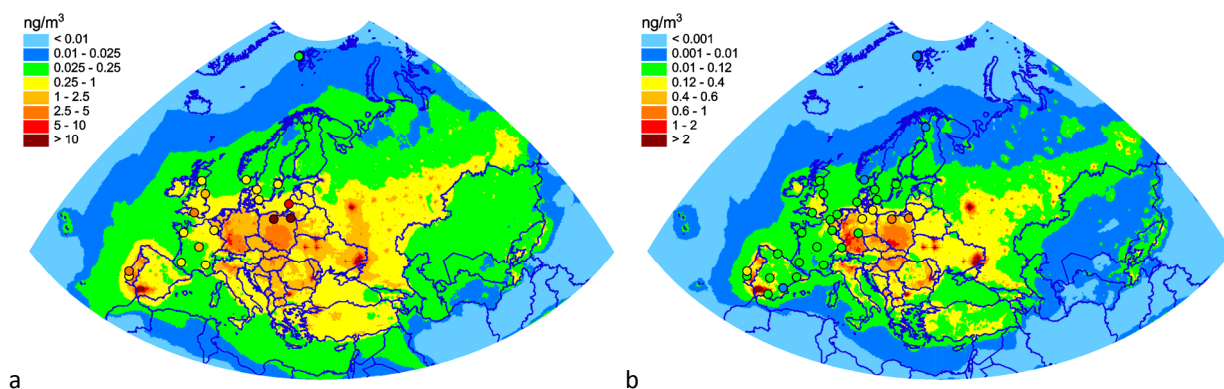 ng/m³
< 0.01
0.01 - 0.025
0.025 - 0.25
0.25 - 1
1 - 2.5
2.5 - 5
5 - 10
> 10
a
ng/m³
< 0.001
0.001 - 0.01
0.01 - 0.12
0.12 - 0.4
0.4 - 0.6
0.6 - 1
1 - 2
> 2
b